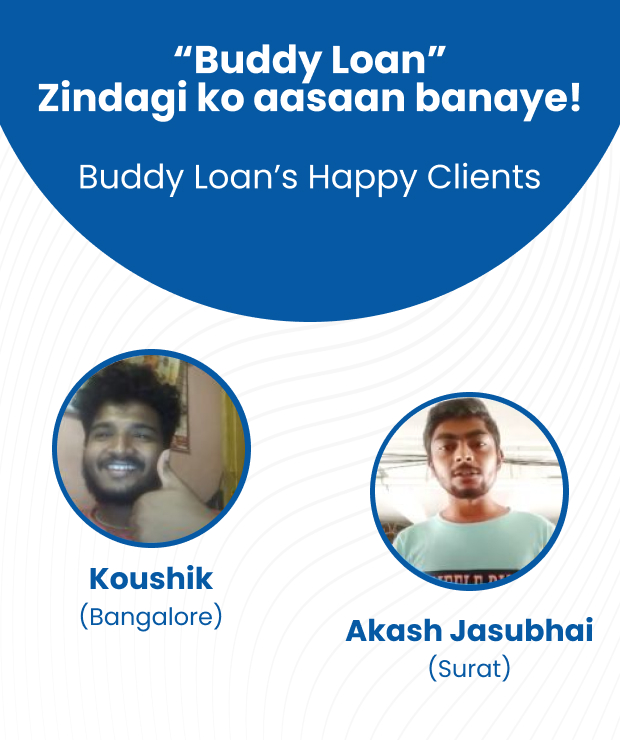 “Buddy Loan”
Zindagi ko aasaan banaye!
Buddy Loan’s Happy Clients
Koushik
(Bangalore)
Akash Jasubhai
(Surat)